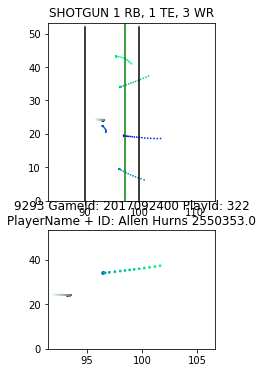 SHOTGUN 1 RB, 1 TE, 3 WR
50
40
30
20
10
0
90 100 110
9293 GameId: 2017092400 PlayId: 322
PlayerName + ID: Allen Hurns 2550353.0
40
20
0
95 100 105